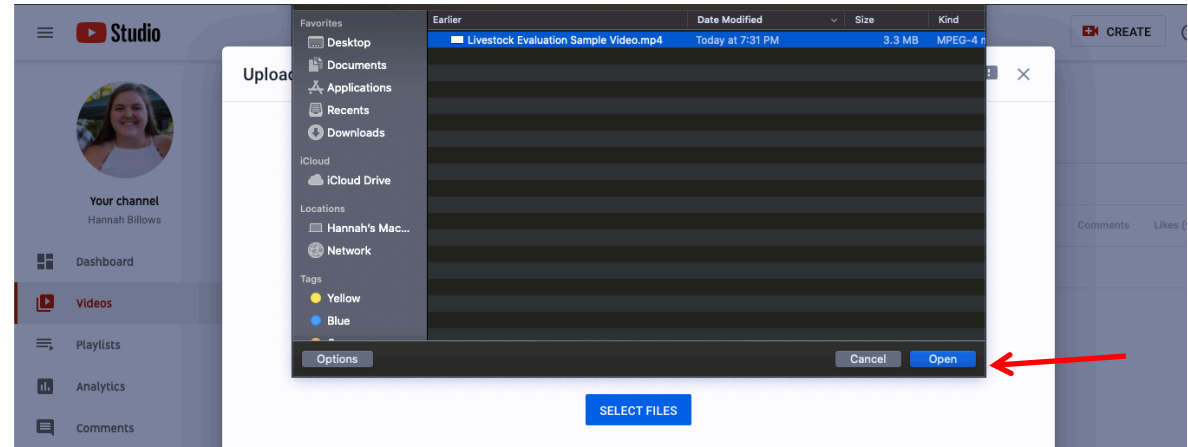 Studio
CREATE
Your channel
Hannah Billows
Dashboard
Videos
Playlists
Analytics
Comments
Uploa
Favorites
Desktop
Documents
Applications
Recents
Downloads
iCloud
iCloud Drive
Locations
Hannah's Mac...
Network
Tags
Yellow
Blue
Earlier Date Modified Size Kind
Livestock Evaluation Sample Video.mp4 Today at 7:31 PM 3.3 MB MPEG-4 m
Options Cancel Open
SELECT FILES
Comments Likes (